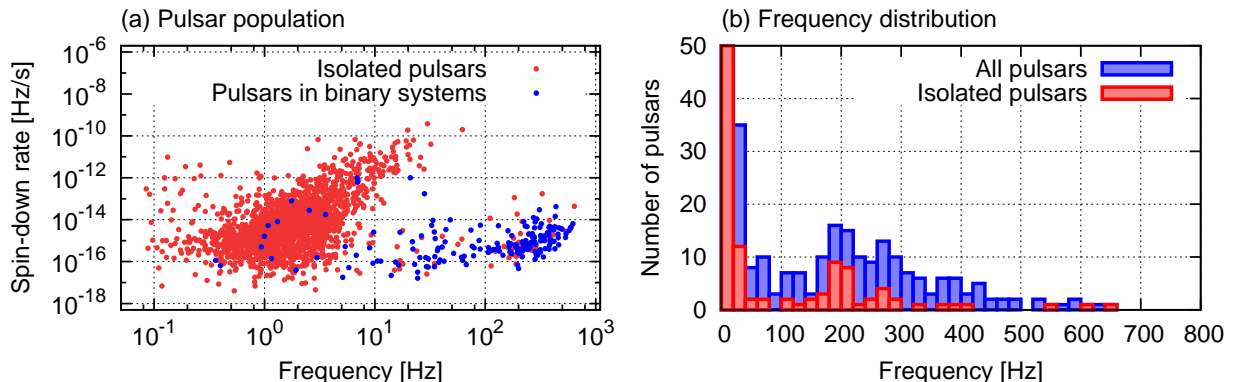 (a) Pulsar population
Spin-down rate [Hz/s]
10^-6
10^-8
10^-10
10^-12
10^-14
10^-16
10^-18
Isolated pulsars
Pulsars in binary systems
10^-1 10^0 10^1 10^2 10^3
Frequency [Hz]
(b) Frequency distribution
Number of pulsars
50
40
30
20
10
0
All pulsars
Isolated pulsars
0 100 200 300 400 500 600 700 800
Frequency [Hz]